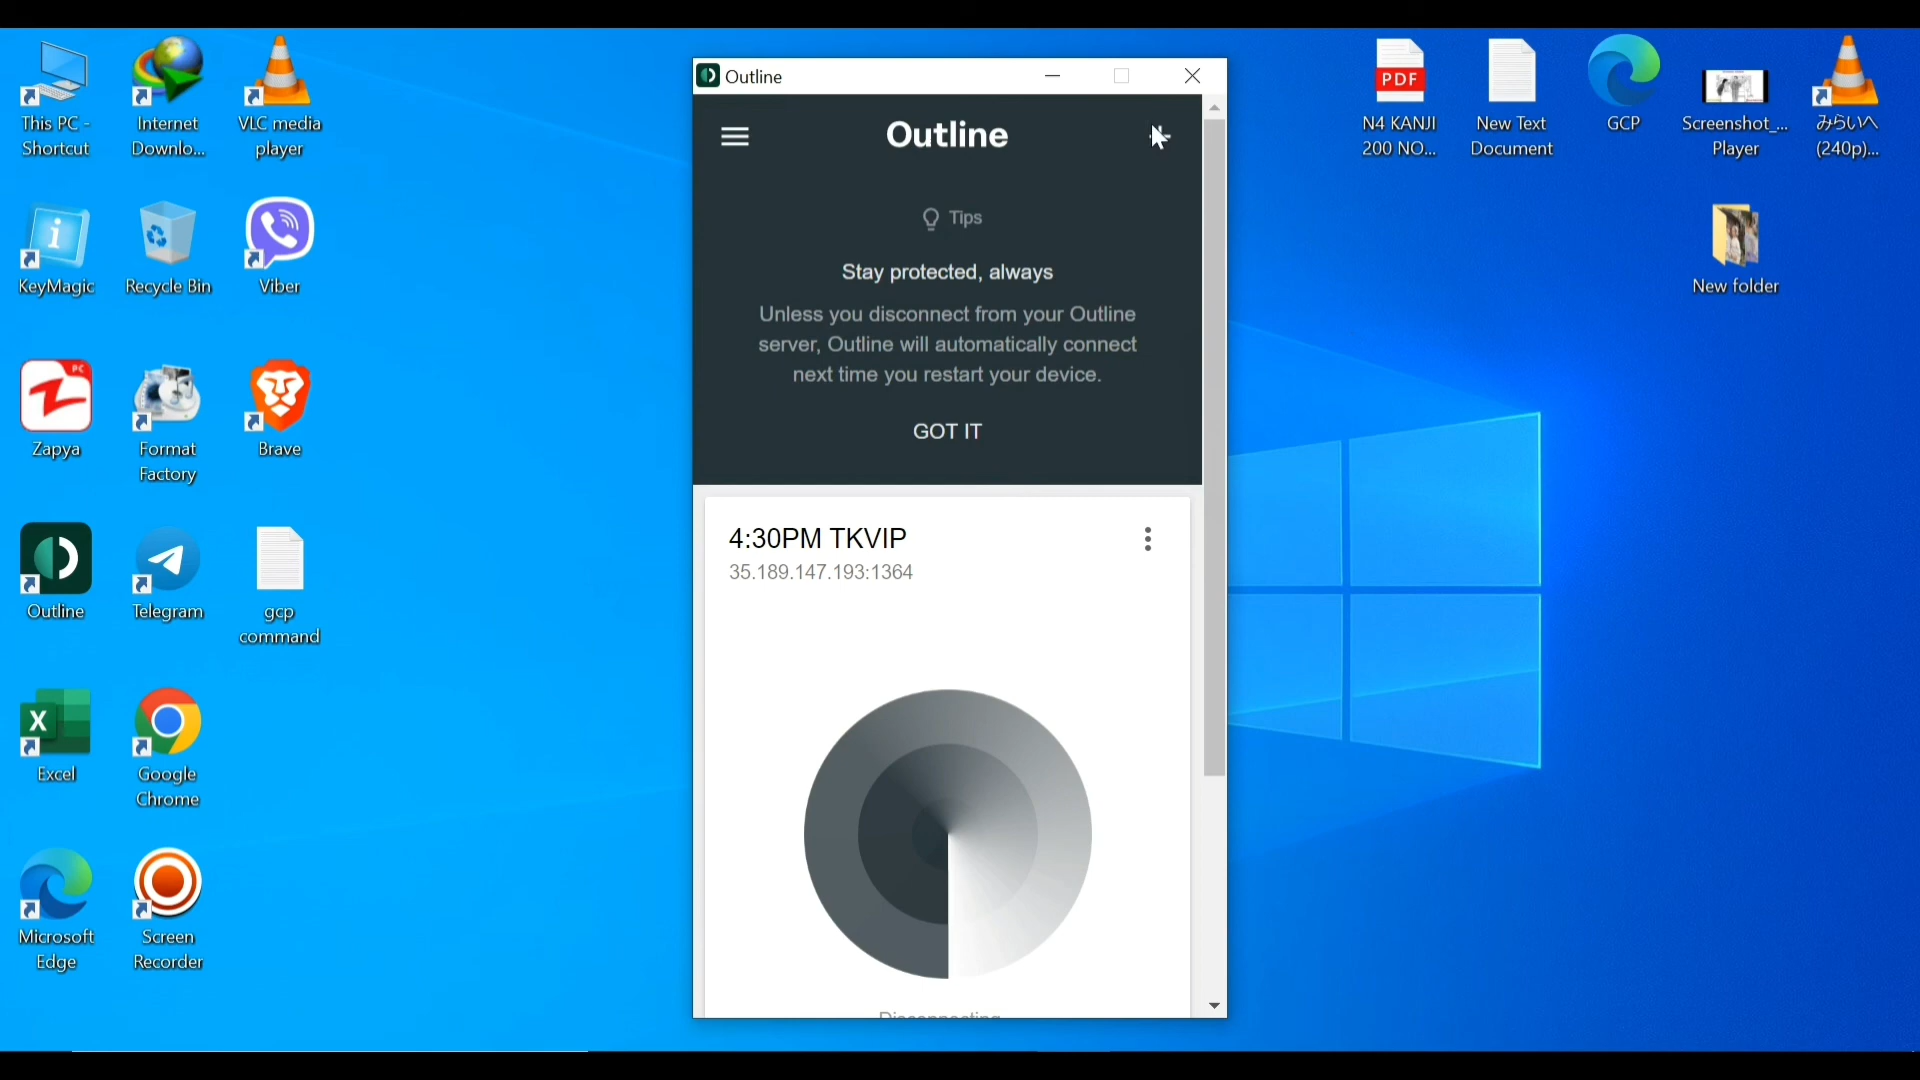 This PC -
Shortcut
Internet
Downlo...
VLC media
player
KeyMagic
Recycle Bin
Viber
PC
Zapya
Format
Factory
Brave
Outline
Telegram
gcp
command
X
Excel
Google
Chrome
Microsoft
Edge
Screen
Recorder
Outline
Outline
Tips
Stay protected, always
Unless you disconnect from your Outline
server, Outline will automatically connect
next time you restart your device.
GOT IT
4:30PM TKVIP
35.189.147.193:1364
Disconnecting
PDF
N4 KANJI
200 NO...
New Text
Document
GCP
Screenshot_...
Player
みらいへ
(240p)...
New folder